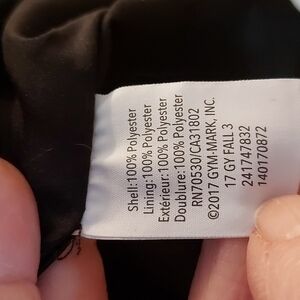 Shell:100% Polyester
Lining:100% Polyester
Extérieur:100% Polyester
Doublure:100% Polyester
RN70530/CA31802
©2017 GYM-MARK, INC.
17 GY FALL 3
241747832
140170872